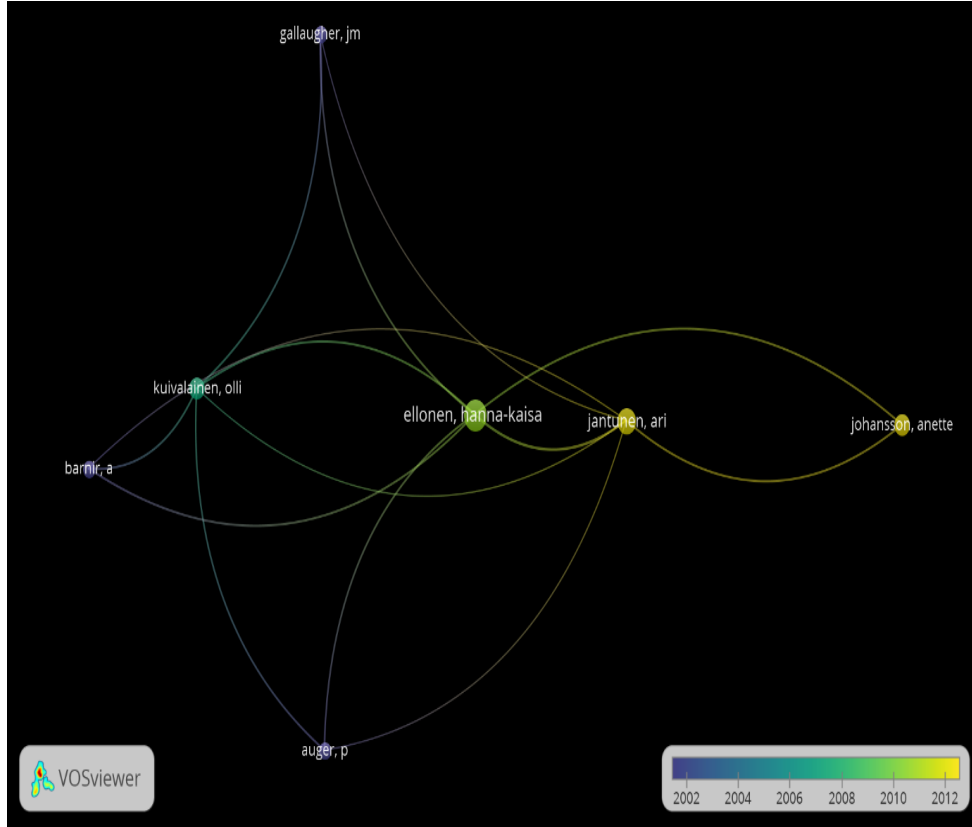 gallaugher, jm
kuivalainen, olli
ellonen, hanna-kaisa
jantunen, ari
johansson, anette
barnir, a
auger, p
VOSviewer
2002 2004 2006 2008 2010 2012